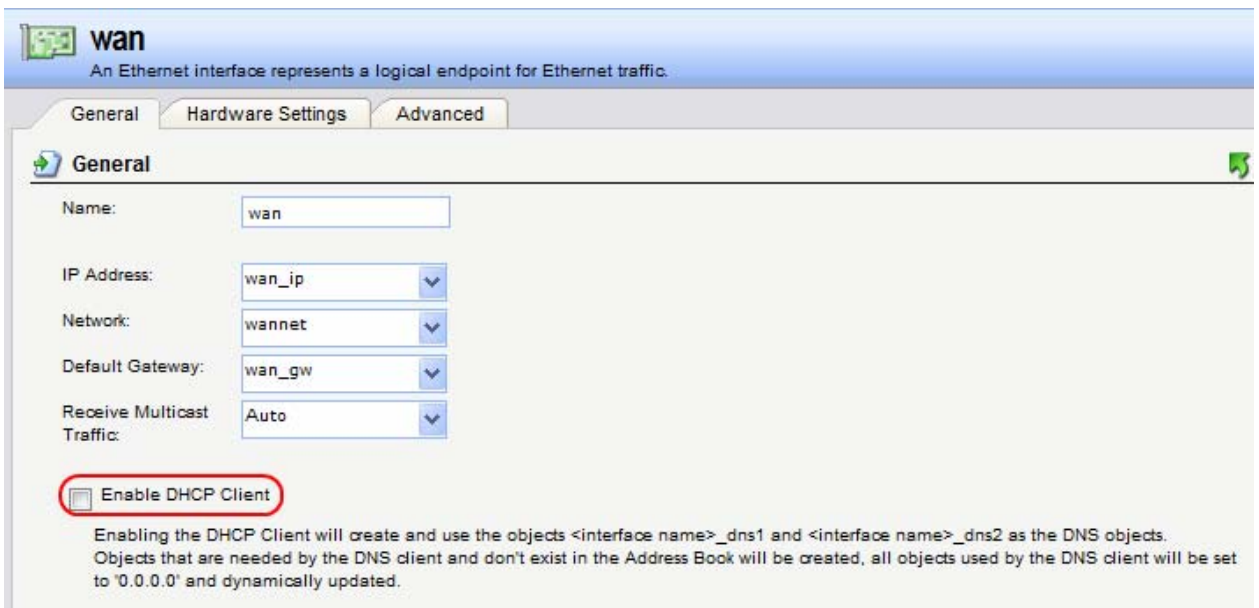 wan
An Ethernet interface represents a logical endpoint for Ethernet traffic.
General Hardware Settings Advanced
General
Name: wan
IP Address: wan_ip
Network: wannet
Default Gateway: wan_gw
Receive Multicast Auto
Traffic:
Enable DHCP Client
Enabling the DHCP Client will create and use the objects <interface name>_dns1 and <interface name>_dns2 as the DNS objects.
Objects that are needed by the DNS client and don't exist in the Address Book will be created, all objects used by the DNS client will be set
to '0.0.0.0' and dynamically updated.